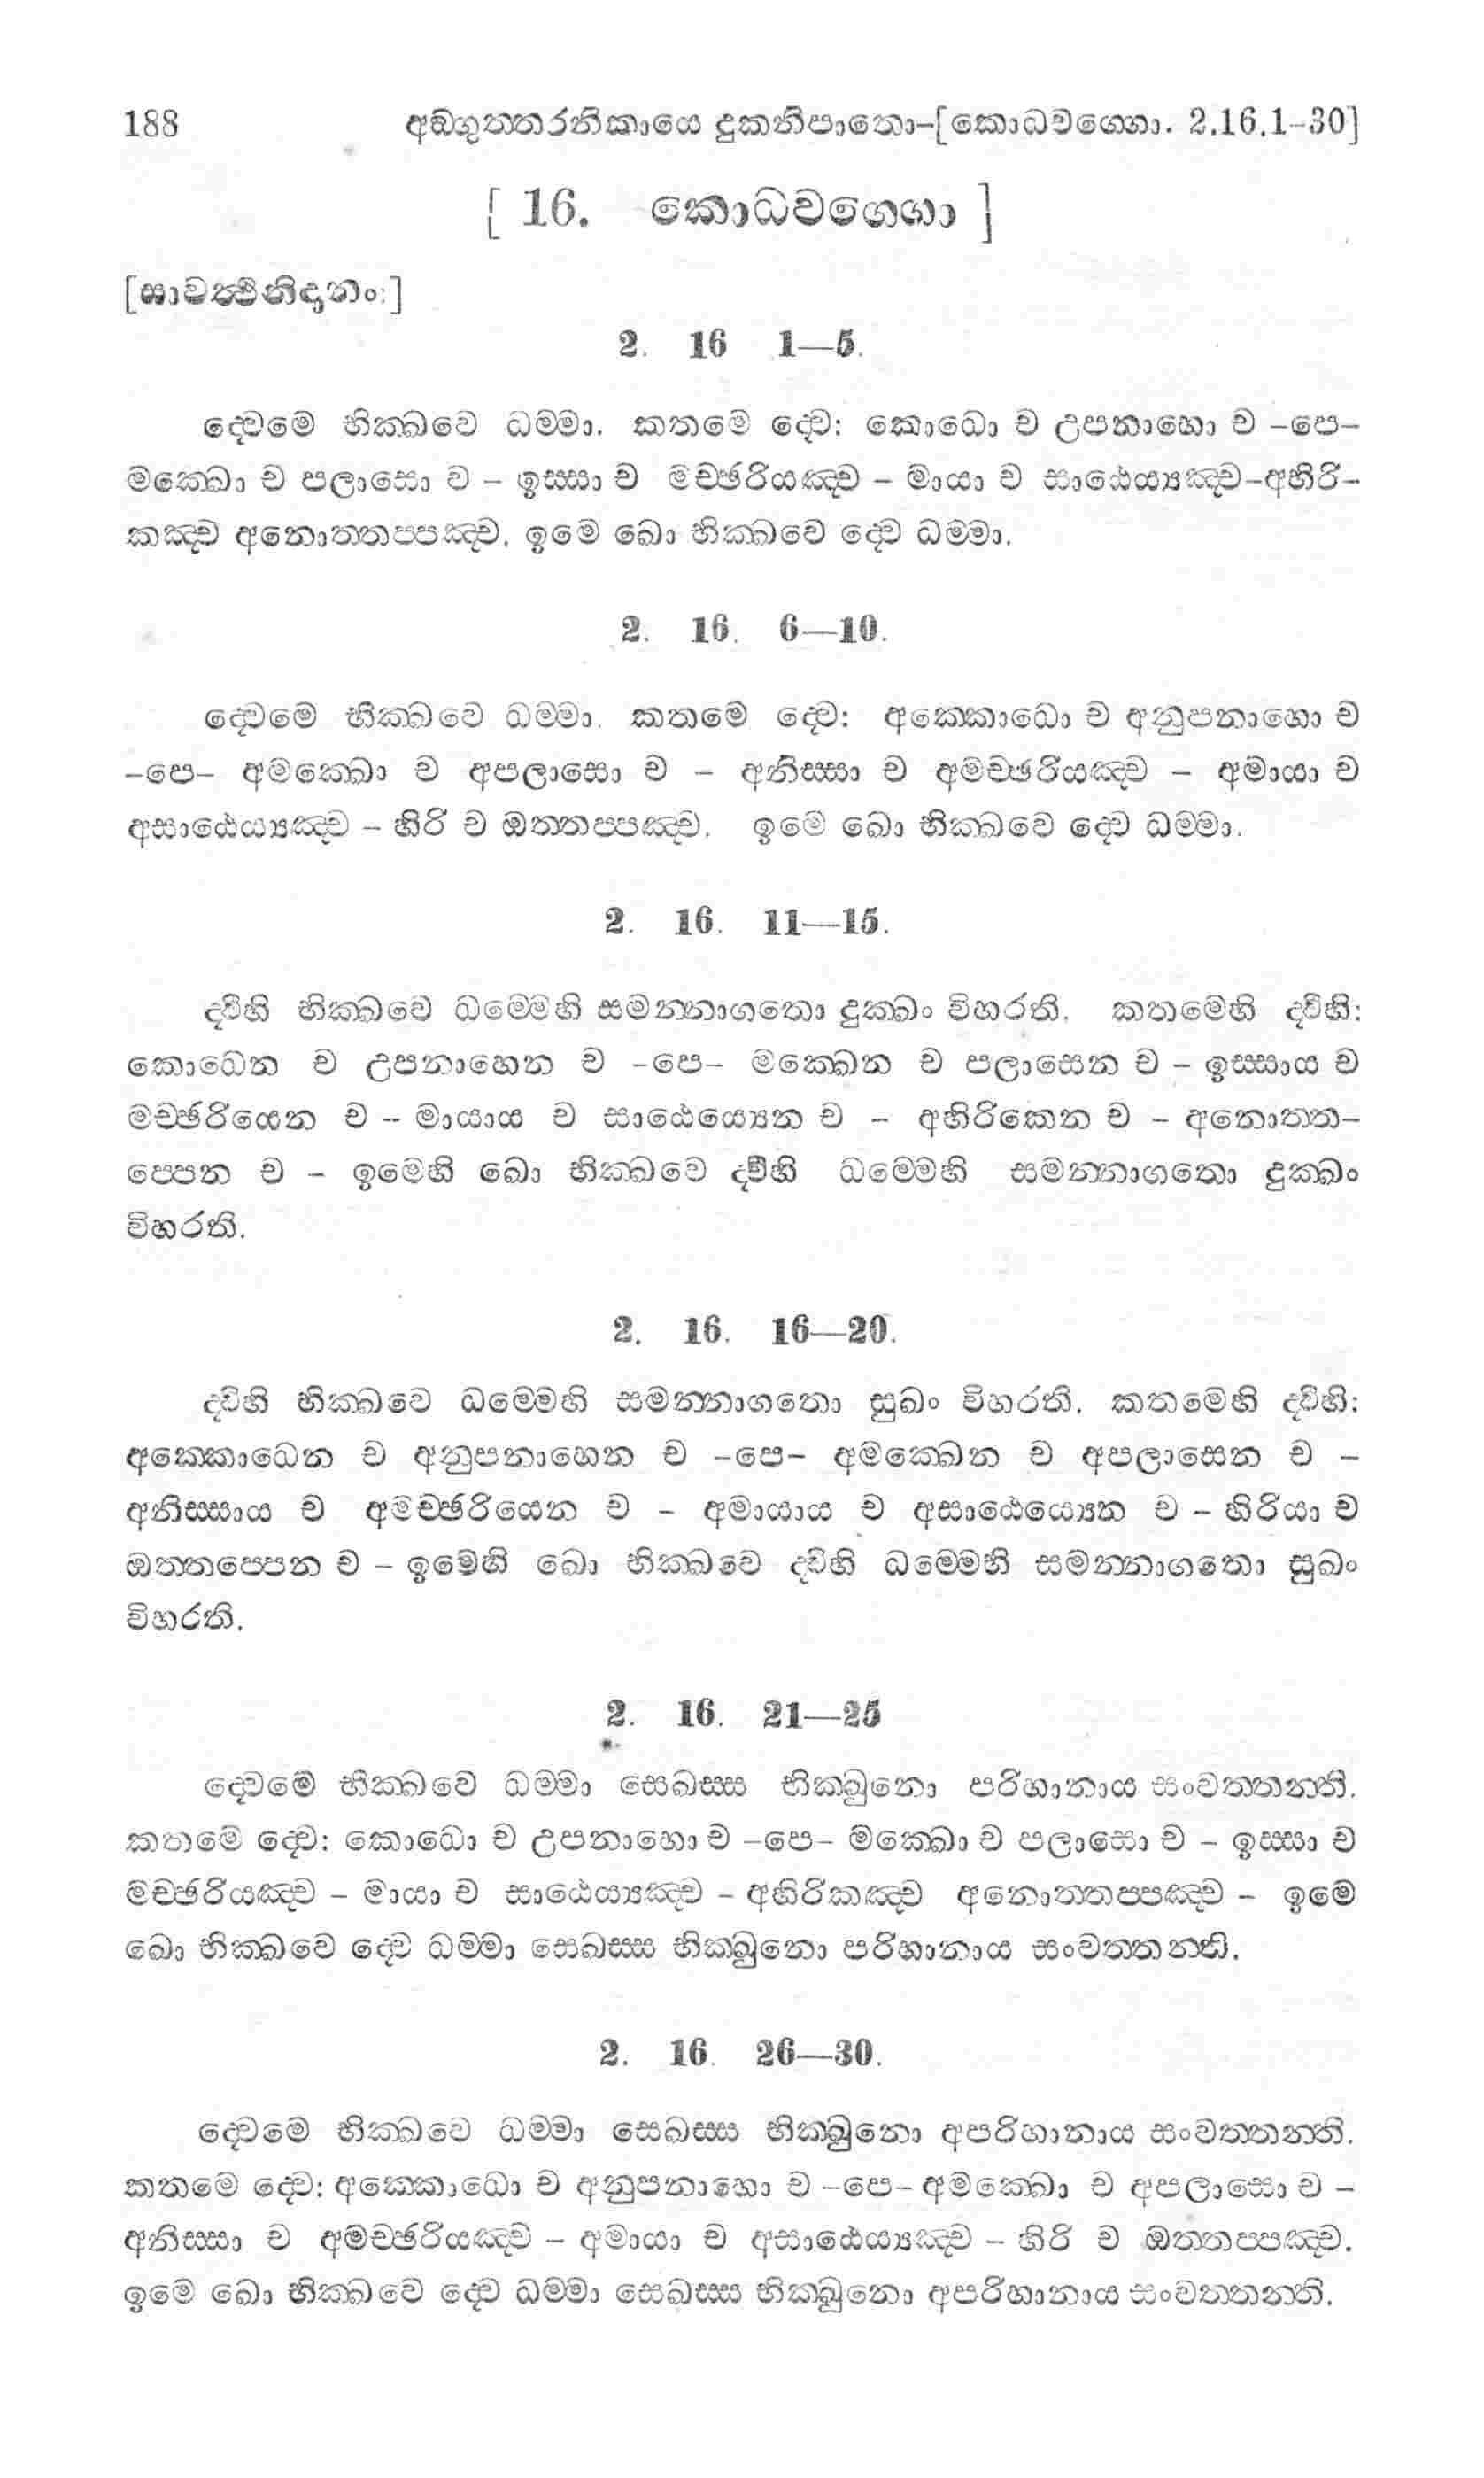 188 අඞ්ගුත්තරනිකායෙ දුකනිපාතො-[කොධවග්ගො. 2.16.1-30]
[ 16. කොධවග්ගො ]
[සාවත්ථිනිදානං:]
2. 16 1—5.
ද්වෙමෙ භික්ඛවෙ ධම්මා. කතමෙ ද්වෙ: කොධො ච උපනාහො ච -පෙ-
මක්ඛො ච පලාසො ච - ඉස්සා ච මච්ඡරියඤ්ච - මායා ච සාඨෙය්‍යඤ්ච-අහිරි-
කඤ්ච අනොත්තප්පඤ්ච. ඉමෙ ඛො භික්ඛවෙ ද්වෙ ධම්මා.
2. 16. 6—10.
ද්වෙමෙ භික්ඛවෙ ධම්මා. කතමෙ ද්වෙ: අක්කොධො ච අනුපනාහො ච
-පෙ- අමක්ඛො ච අපලාසො ච - අනිස්සා ච අමච්ඡරියඤ්ච - අමායා ච
අසාඨෙය්‍යඤ්ච - හිරි ච ඔත්තප්පඤ්ච. ඉමෙ ඛො භික්ඛවෙ ද්වෙ ධම්මා.
2. 16. 11—15.
ද්වීහි භික්ඛවෙ ධම්මෙහි සමන්නාගතො දුක්ඛං විහරති. කතමෙහි ද්වීහි:
කොධෙන ච උපනාහෙන ච -පෙ- මක්ඛෙන ච පලාසෙන ච - ඉස්සාය ච
මච්ඡරියෙන ච - මායාය ච සාඨෙය්‍යෙන ච - අහිරිකෙන ච - අනොත්ත-
ප්පෙන ච - ඉමෙහි ඛො භික්ඛවෙ ද්වීහි ධම්මෙහි සමන්නාගතො දුක්ඛං
විහරති.
2. 16. 16—20.
ද්විහි භික්ඛවෙ ධම්මෙහි සමන්නාගතො සුඛං විහරති. කතමෙහි ද්විහි:
අක්කොධෙන ච අනුපනාහෙන ච -පෙ- අමක්ඛෙන ච අපලාසෙන ච -
අනිස්සාය ච අමච්ඡරියෙන ච - අමායාය ච අසාඨෙය්‍යෙන ච - හිරියා ච
ඔත්තප්පෙන ච - ඉමෙහි ඛො භික්ඛවෙ ද්විහි ධම්මෙහි සමන්නාගතො සුඛං
විහරති.
2. 16. 21—25
ද්වෙමෙ භික්ඛවෙ ධම්මා සෙඛස්ස භික්ඛුනො පරිහානාය සංවත්තන්ති.
කතමෙ ද්වෙ: කොධො ච උපනාහො ච -පෙ- මක්ඛො ච පලාසො ච - ඉස්සා ච
මච්ඡරියඤ්ච - මායා ච සාඨෙය්‍යඤ්ච - අහිරිකඤ්ච අනොත්තප්පඤ්ච - ඉමෙ
ඛො භික්ඛවෙ ද්වෙ ධම්මා සෙඛස්ස භික්ඛුනො පරිහානාය සංවත්තන්ති.
2. 16. 26—30.
ද්වෙමෙ භික්ඛවෙ ධම්මා සෙඛස්ස භික්ඛුනො අපරිහානාය සංවත්තන්ති.
කතමෙ ද්වෙ: අක්කොධො ච අනුපනාහො ච -පෙ- අමක්ඛො ච අපලාසො ච -
අනිස්සා ච අමච්ඡරියඤ්ච - අමායා ච අසාඨෙය්‍යඤ්ච - හිරි ච ඔත්තප්පඤ්ච.
ඉමෙ ඛො භික්ඛවෙ ද්වෙ ධම්මා සෙඛස්ස භික්ඛුනො අපරිහානාය සංවත්තන්ති.